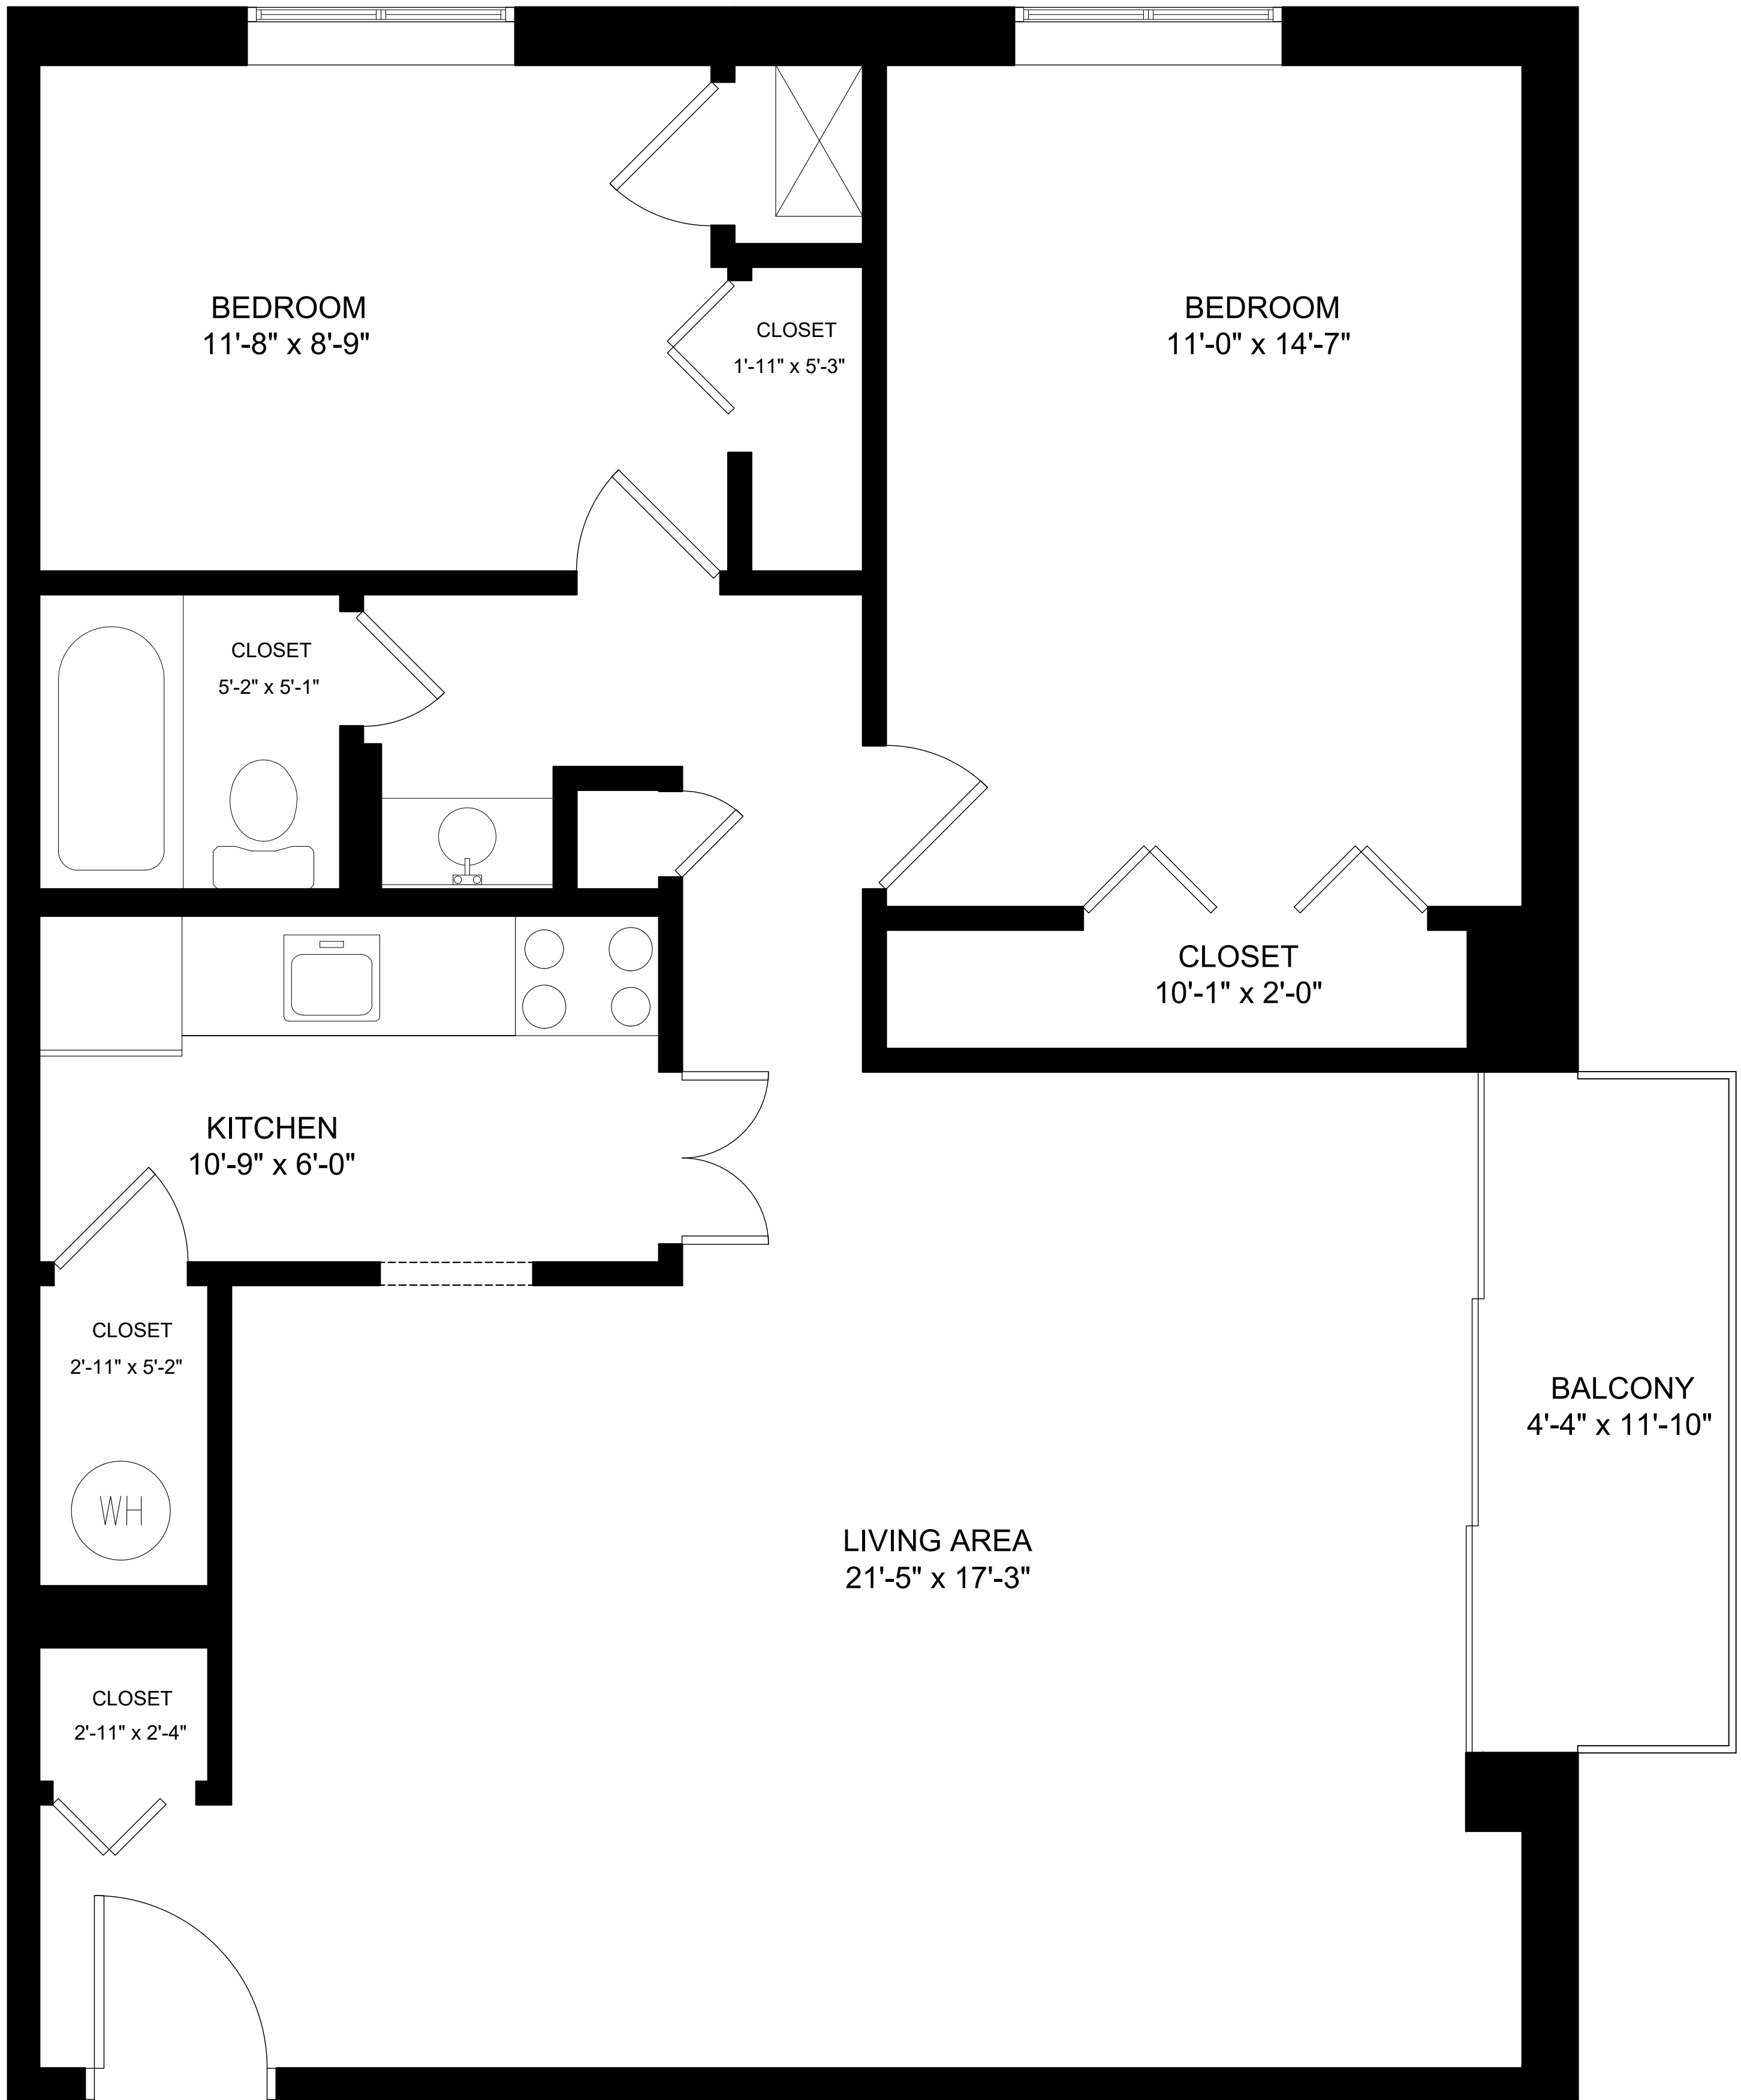 BEDROOM
11'-8" x 8'-9"
CLOSET
1'-11" x 5'-3"
BEDROOM
11'-0" x 14'-7"
CLOSET
5'-2" x 5'-1"
CLOSET
10'-1" x 2'-0"
KITCHEN
10'-9" x 6'-0"
CLOSET
2'-11" x 5'-2"
WH
BALCONY
4'-4" x 11'-10"
LIVING AREA
21'-5" x 17'-3"
CLOSET
2'-11" x 2'-4"